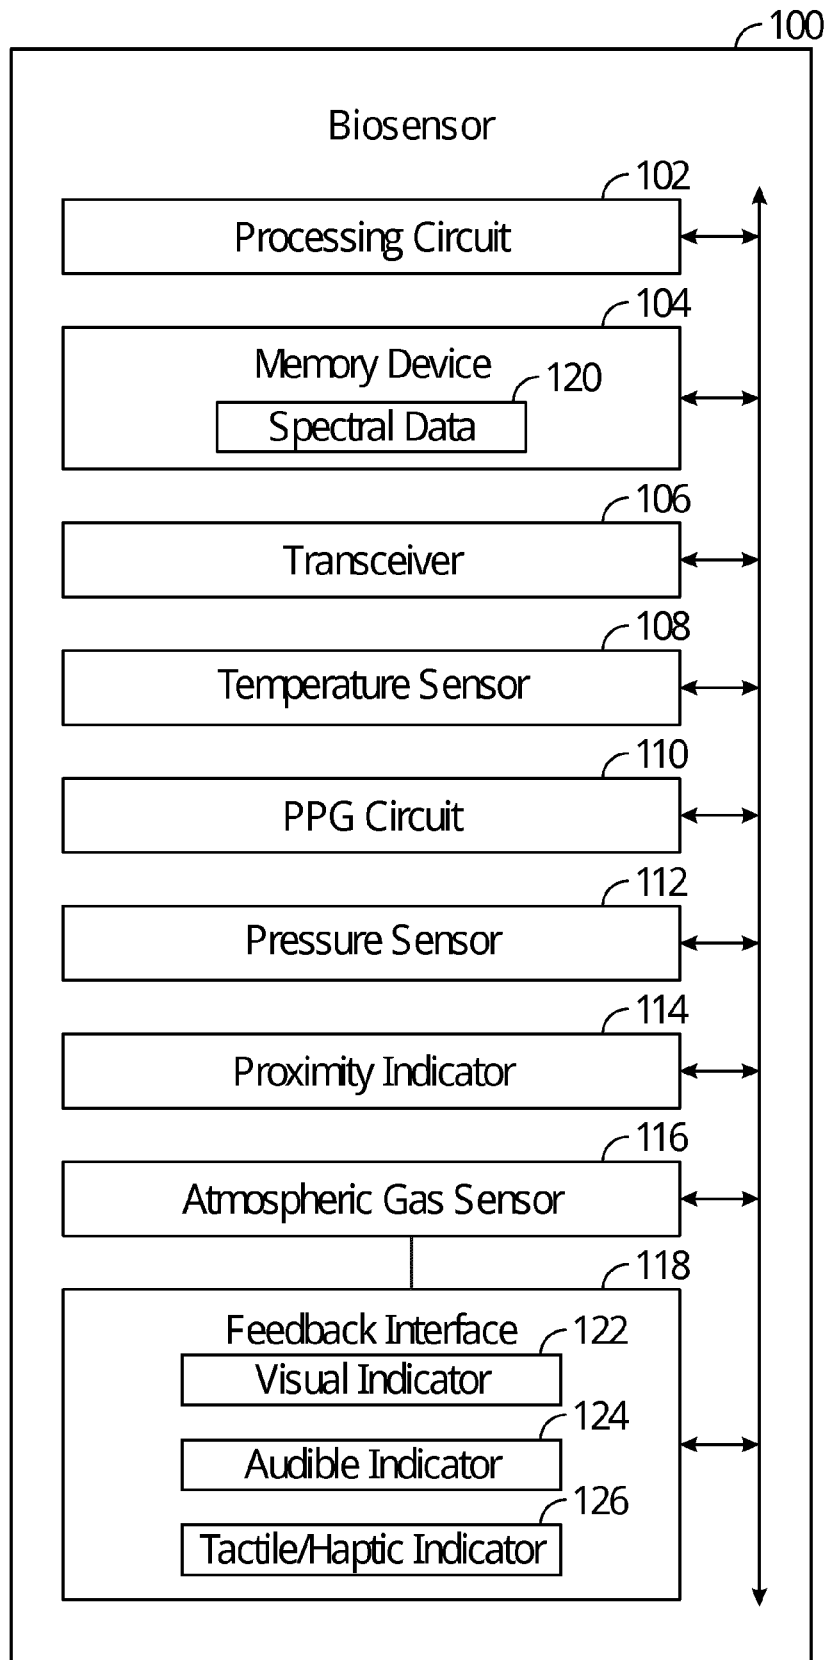 100
Biosensor
102
Processing Circuit
104
Memory Device
120
Spectral Data
106
Transceiver
108
Temperature Sensor
110
PPG Circuit
112
Pressure Sensor
114
Proximity Indicator
116
Atmospheric Gas Sensor
118
Feedback Interface
122
Visual Indicator
124
Audible Indicator
126
Tactile/Haptic Indicator